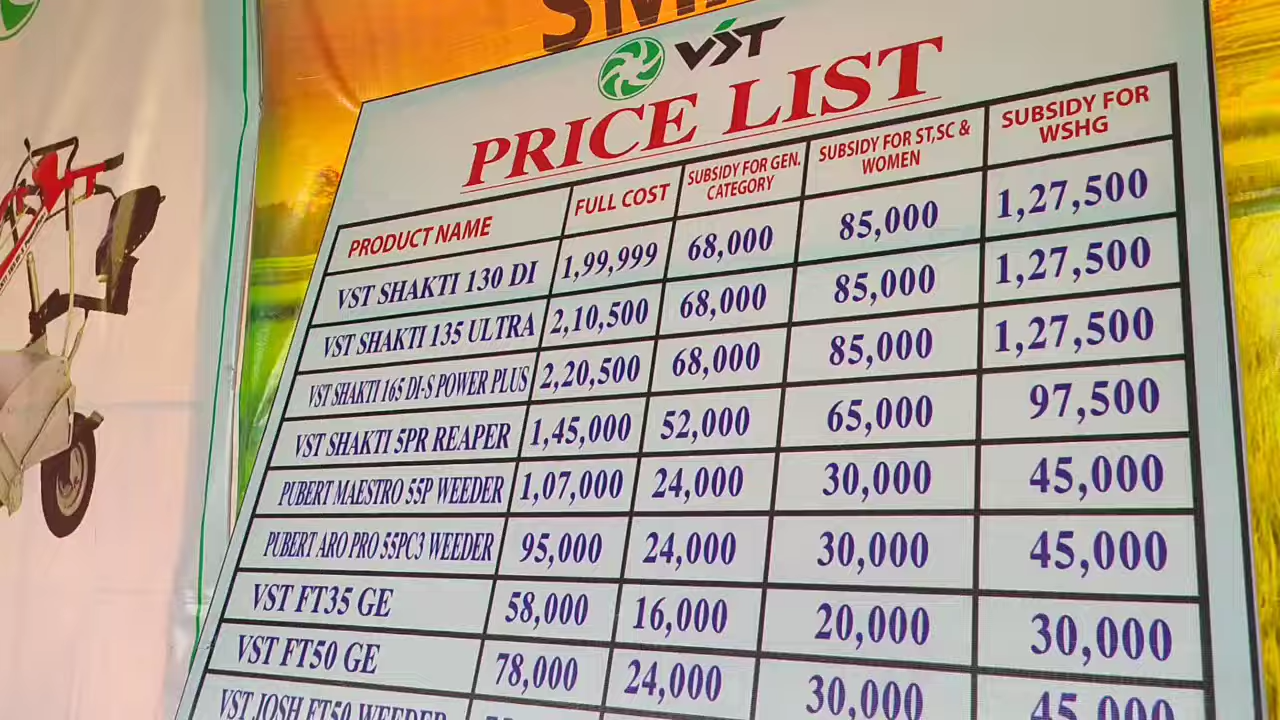 VST
PRICE LIST
PRODUCT NAME FULL COST SUBSIDY FOR GEN. CATEGORY SUBSIDY FOR ST,SC & WOMEN SUBSIDY FOR WSHG
VST SHAKTI 130 DI 1,99,999 68,000 85,000 1,27,500
VST SHAKTI 135 ULTRA 2,10,500 68,000 85,000 1,27,500
VST SHAKTI 165 DI-S POWER PLUS 2,20,500 68,000 85,000 1,27,500
VST SHAKTI 5PR REAPER 1,45,000 52,000 65,000 97,500
PUBERT MAESTRO 55P WEEDER 1,07,000 24,000 30,000 45,000
PUBERT ARO PRO 55PC3 WEEDER 95,000 24,000 30,000 45,000
VST FT35 GE 58,000 16,000 20,000 30,000
VST FT50 GE 78,000 24,000 30,000 45,000
VST JOSH FT50 WEEDER